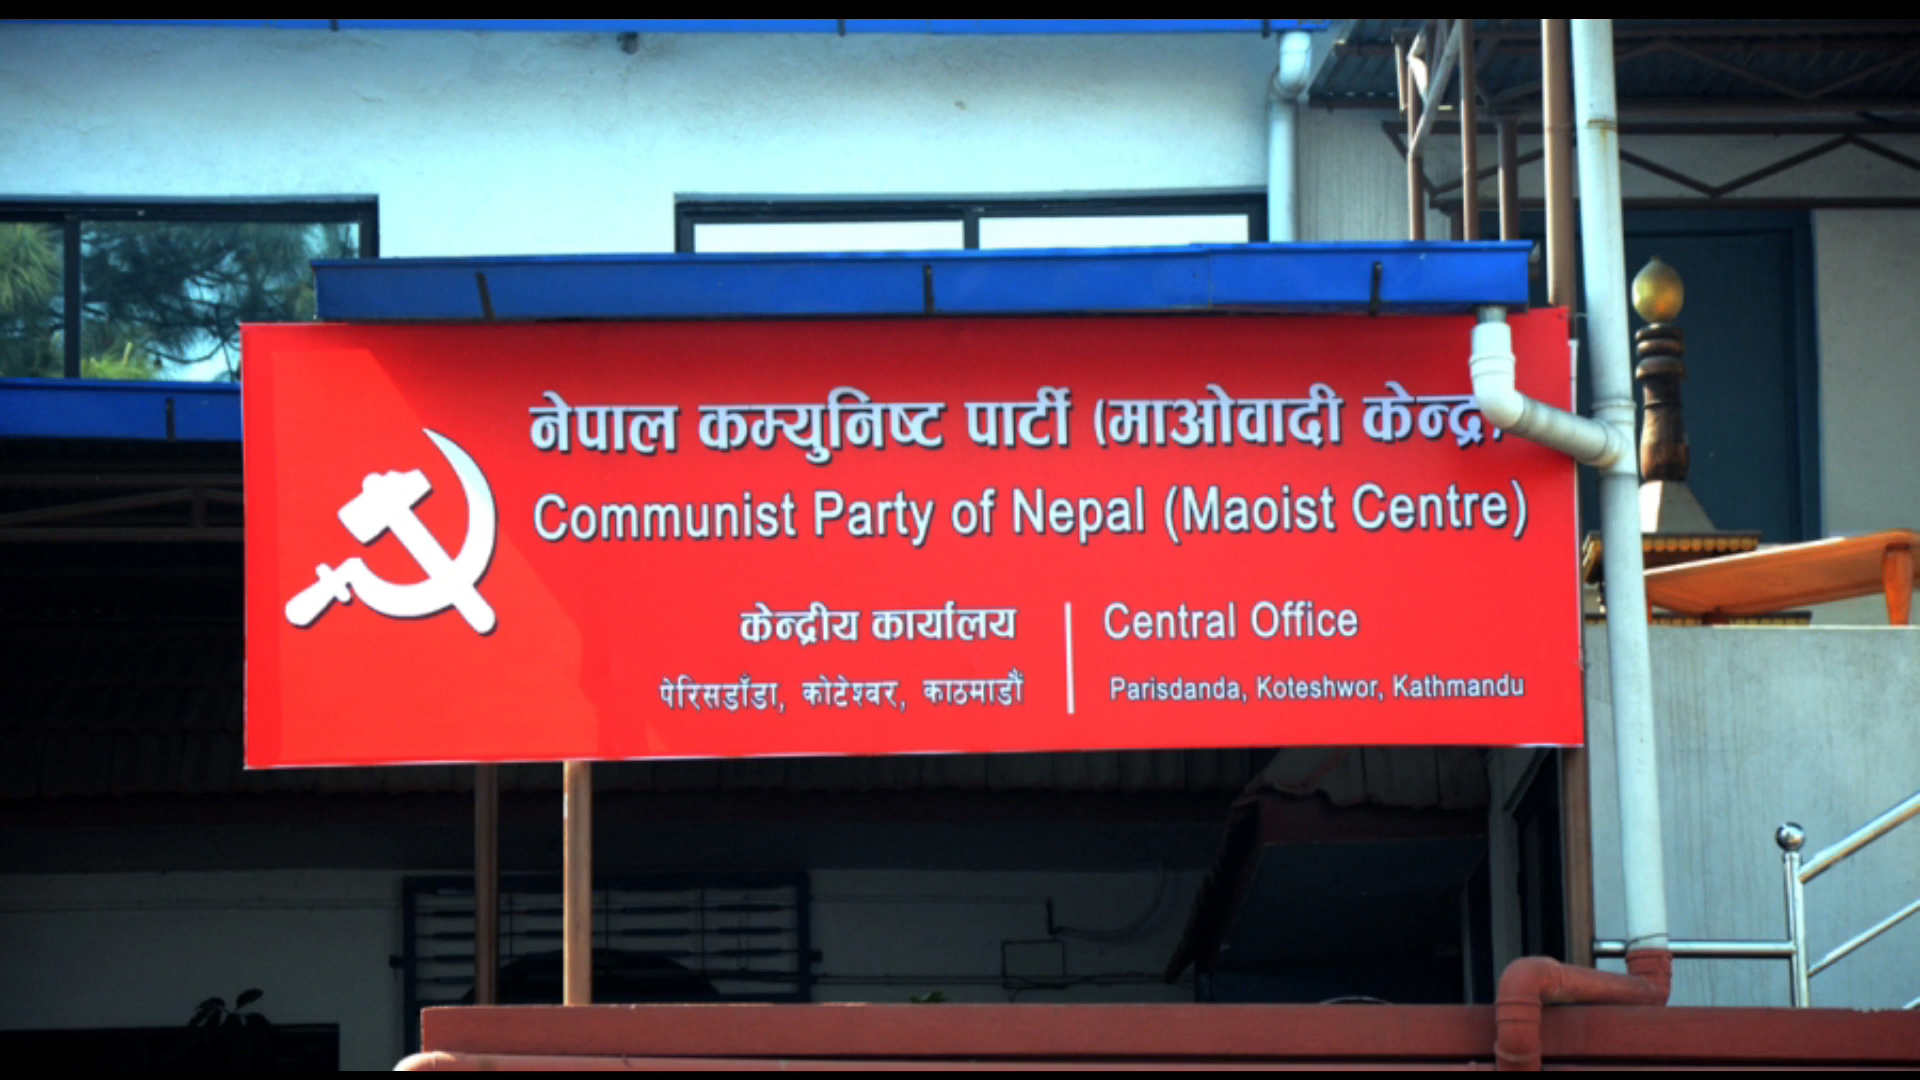 नेपाल कम्युनिष्ट पार्टी (माओवादी केन्द्र)
Communist Party of Nepal (Maoist Centre)
केन्द्रीय कार्यालय
पेरिसडाँडा, कोटेश्वर, काठमाडौं
Central Office
Parisdanda, Koteshwor, Kathmandu